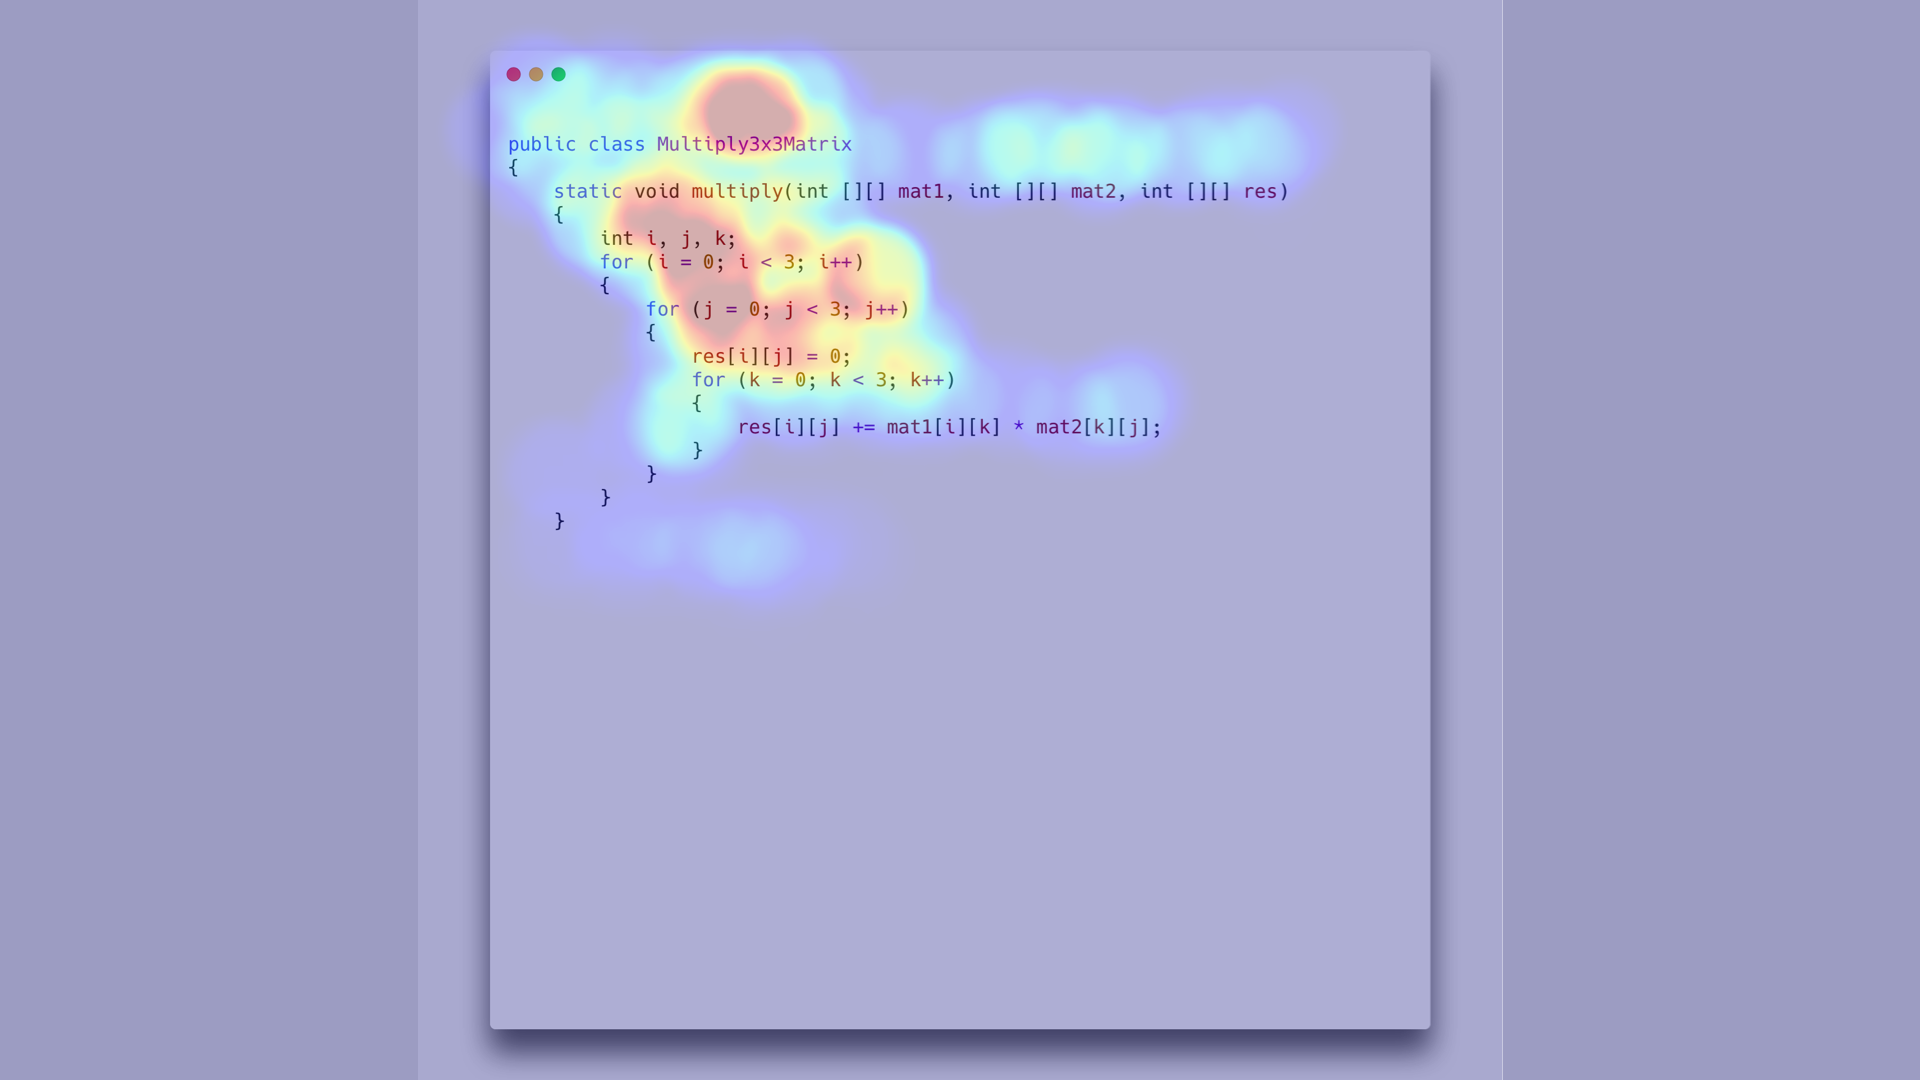 public class Multiply3x3Matrix
{
    static void multiply(int [][] mat1, int [][] mat2, int [][] res)
    {
        int i, j, k;
        for (i = 0; i < 3; i++)
        {
            for (j = 0; j < 3; j++)
            {
                res[i][j] = 0;
                for (k = 0; k < 3; k++)
                {
                    res[i][j] += mat1[i][k] * mat2[k][j];
                }
            }
        }
    }